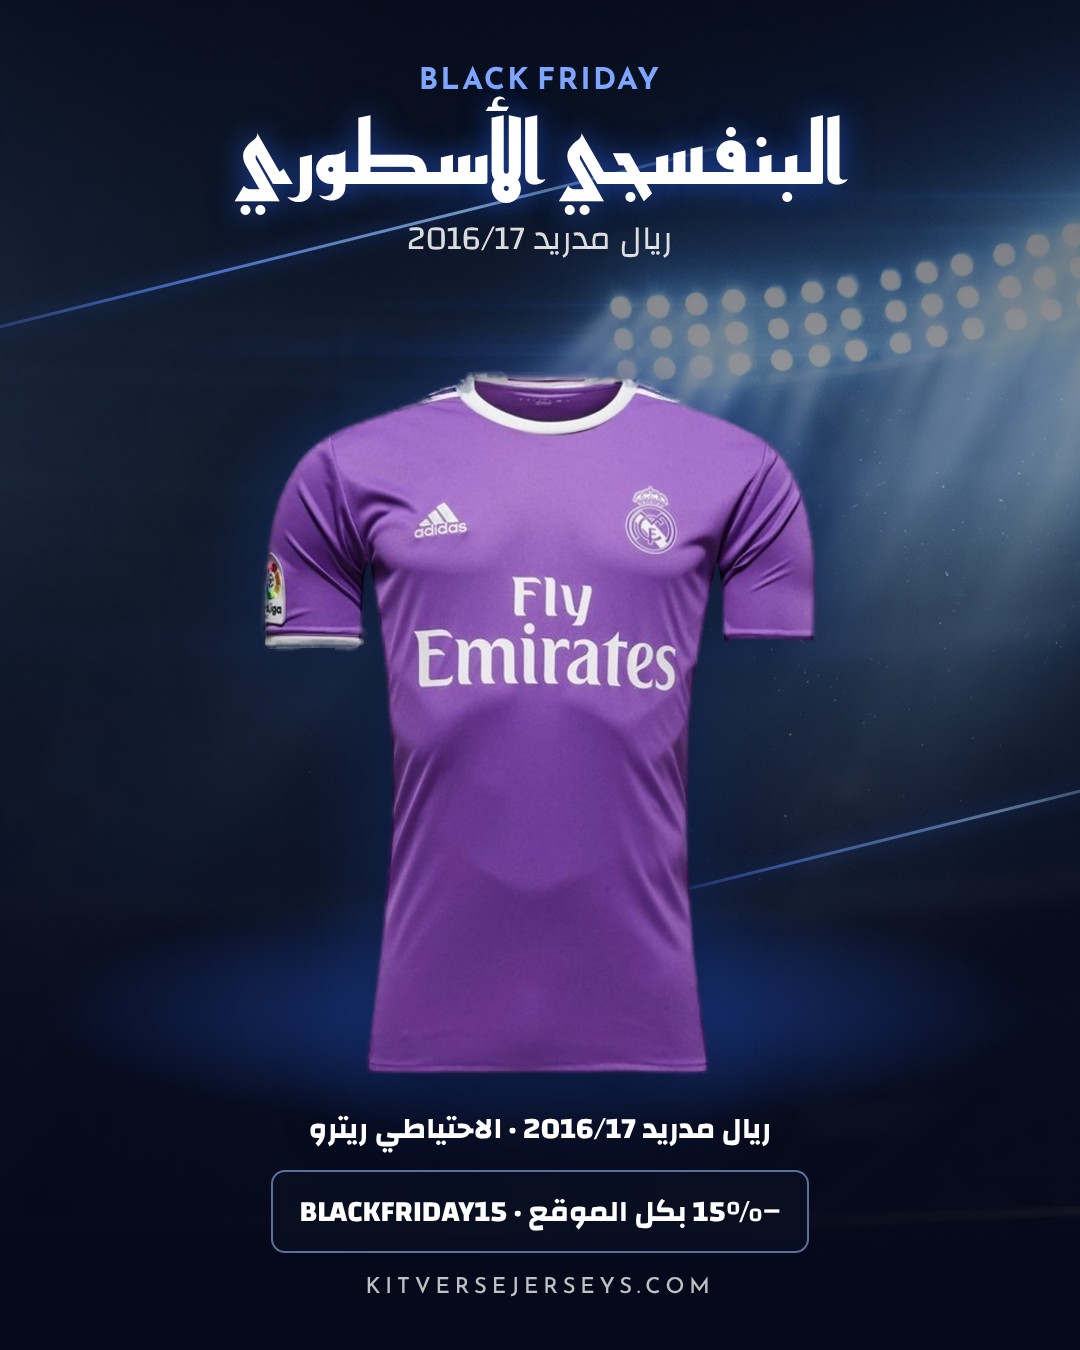 BLACK FRIDAY
البنفسجي الأسطوري
ريال مدريد 2016/17
adidas
Fly
Emirates
ريال مدريد 2016/17 · الاحتياطي ريترو
−15% بكل الموقع · BLACKFRIDAY15
KITVERSEJERSEYS.COM